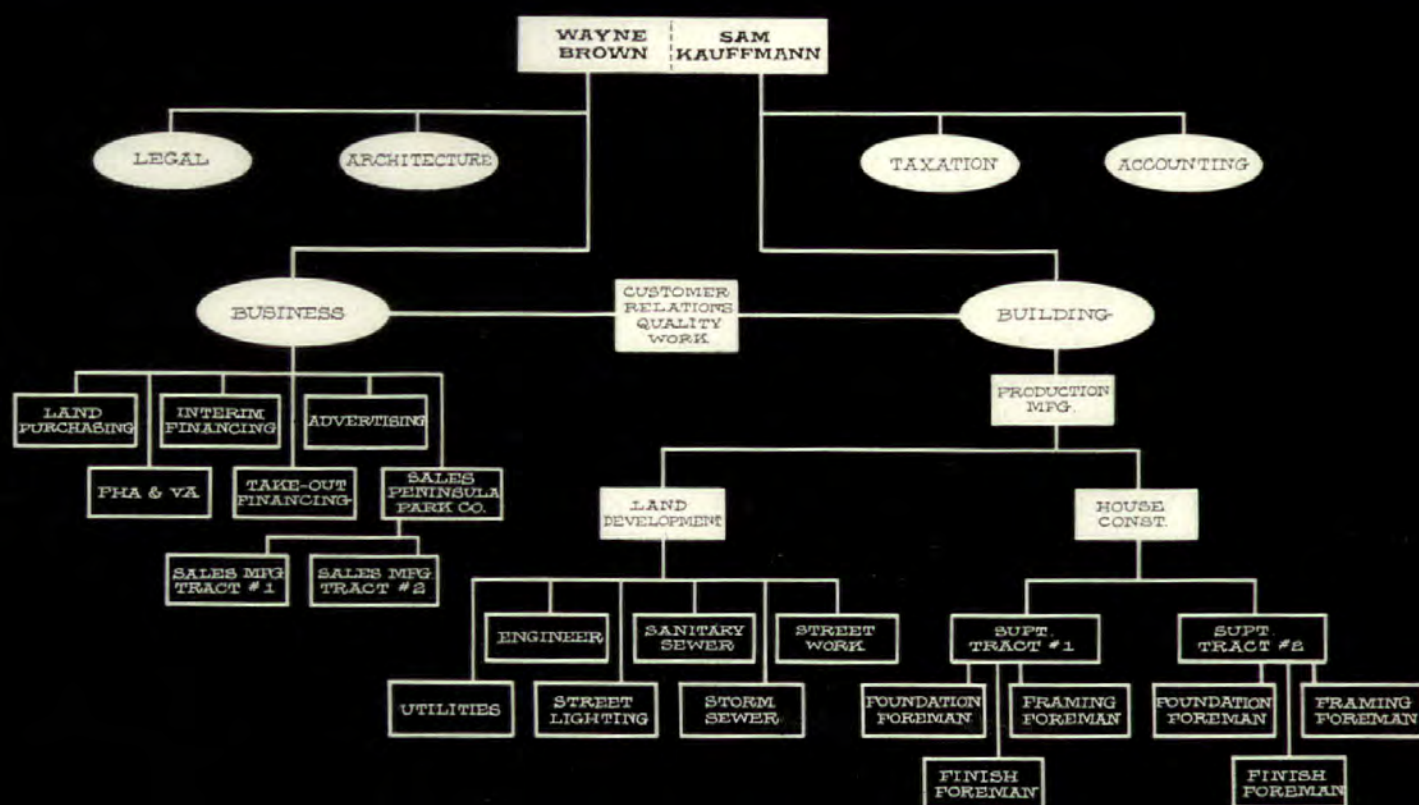 WAYNE
BROWN
SAM
KAUFFMANN
LEGAL
ARCHITECTURE
TAXATION
ACCOUNTING
BUSINESS
CUSTOMER
RELATIONS
QUALITY
WORK
BUILDING
PRODUCTION
MFG.
LAND
PURCHASING
INTERIM
FINANCING
ADVERTISING
FHA & VA
TAKE-OUT
FINANCING
SALES
PENINSULA
PARK CO.
SALES MFG.
TRACT #1
SALES MFG.
TRACT #2
LAND
DEVELOPMENT
HOUSE
CONST.
ENGINEER
SANITARY
SEWER
STREET
WORK
UTILITIES
STREET
LIGHTING
STORM
SEWER
SUPT.
TRACT #1
SUPT.
TRACT #2
FOUNDATION
FOREMAN
FRAMING
FOREMAN
FOUNDATION
FOREMAN
FRAMING
FOREMAN
FINISH
FOREMAN
FINISH
FOREMAN